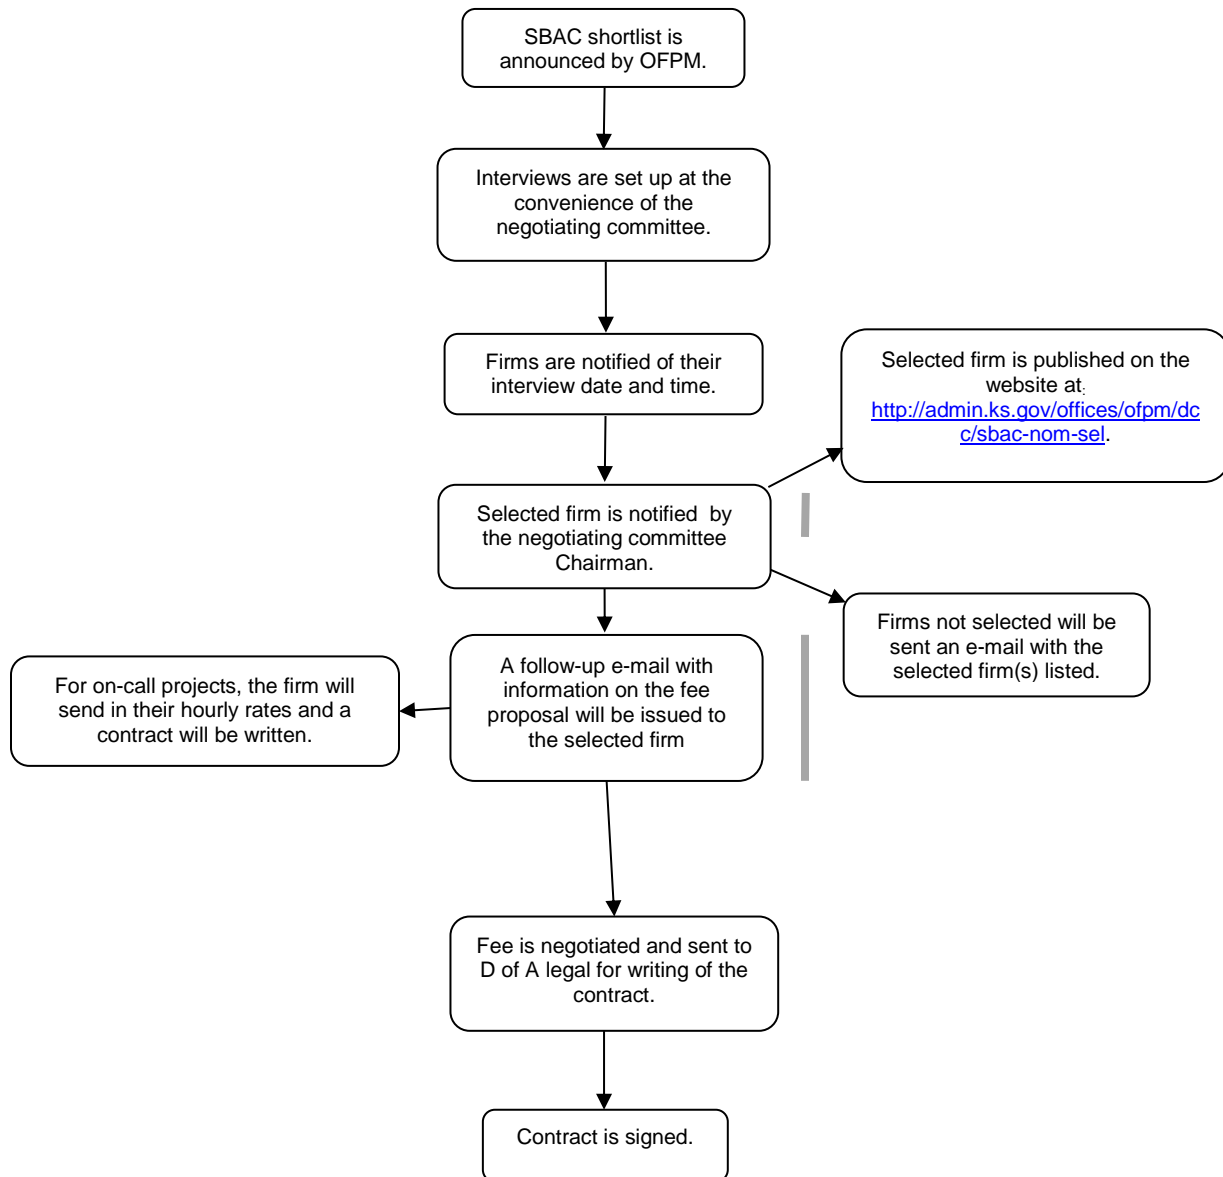 SBAC shortlist is
announced by OFPM.
Interviews are set up at the
convenience of the
negotiating committee.
Firms are notified of their
interview date and time.
Selected firm is published on the
website at:
http://admin.ks.gov/offices/ofpm/dc
c/sbac-nom-sel.
Selected firm is notified  by
the negotiating committee
Chairman.
Firms not selected will be
sent an e-mail with the
selected firm(s) listed.
A follow-up e-mail with
information on the fee
proposal will be issued to
the selected firm
For on-call projects, the firm will
send in their hourly rates and a
contract will be written.
Fee is negotiated and sent to
D of A legal for writing of the
contract.
Contract is signed.